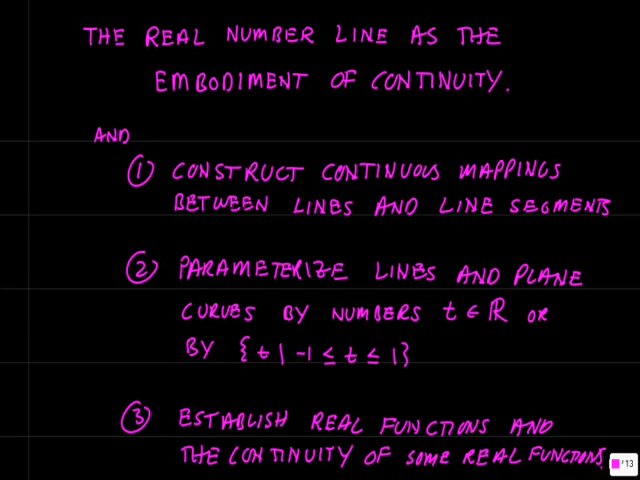 THE REAL NUMBER LINE AS THE
EMBODIMENT OF CONTINUITY.
AND
① CONSTRUCT CONTINUOUS MAPPINGS
BETWEEN LINES AND LINE SEGMENTS
② PARAMETERIZE LINES AND PLANE
CURVES BY NUMBERS t ∈ ℝ OR
BY {t | -1 ≤ t ≤ 1}
③ ESTABLISH REAL FUNCTIONS AND
THE CONTINUITY OF SOME REAL FUNCTIONS.
'13